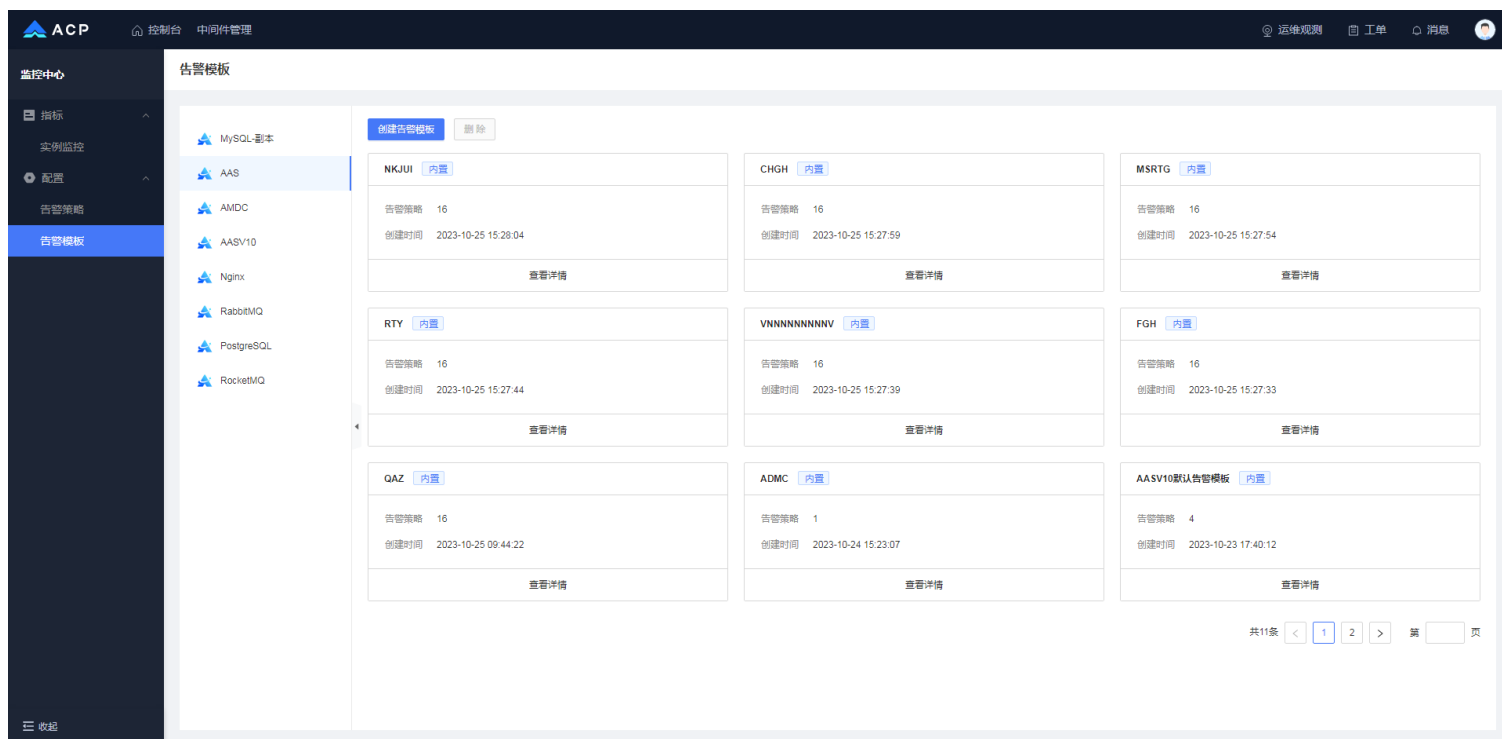 ACP 控制台 中间件管理 运维观测 工单 消息
监控中心
告警模板
指标
实例监控
配置
告警策略
告警模板
收起
MySQL-副本
AAS
AMDC
AASV10
Nginx
RabbitMQ
PostgreSQL
RocketMQ
创建告警模板 删 除
NKJUI 内置
告警策略 16
创建时间 2023-10-25 15:28:04
查看详情
CHGH 内置
告警策略 16
创建时间 2023-10-25 15:27:59
查看详情
MSRTG 内置
告警策略 16
创建时间 2023-10-25 15:27:54
查看详情
RTY 内置
告警策略 16
创建时间 2023-10-25 15:27:44
查看详情
VNNNNNNNNNV 内置
告警策略 16
创建时间 2023-10-25 15:27:39
查看详情
FGH 内置
告警策略 16
创建时间 2023-10-25 15:27:33
查看详情
QAZ 内置
告警策略 16
创建时间 2023-10-25 09:44:22
查看详情
ADMC 内置
告警策略 1
创建时间 2023-10-24 15:23:07
查看详情
AASV10默认告警模板 内置
告警策略 4
创建时间 2023-10-23 17:40:12
查看详情
共11条 < 1 2 > 第 页